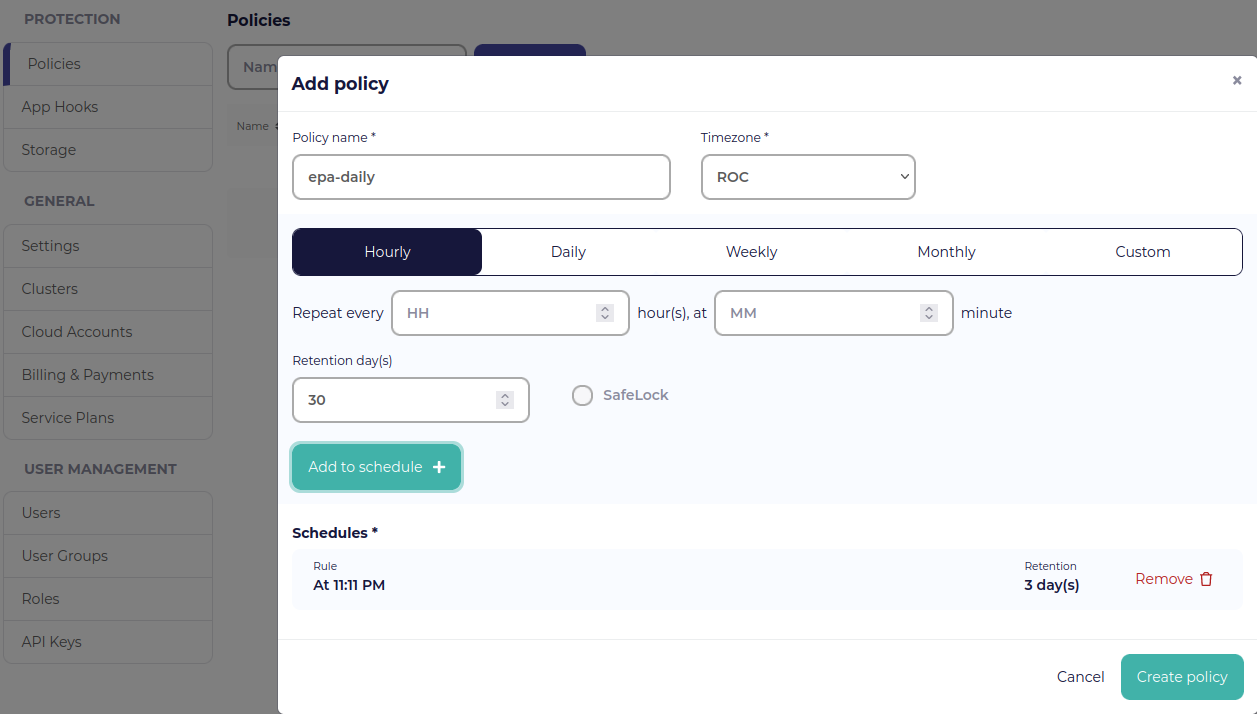 PROTECTION
Policies
App Hooks
Storage
GENERAL
Settings
Clusters
Cloud Accounts
Billing & Payments
Service Plans
USER MANAGEMENT
Users
User Groups
Roles
API Keys
Policies
Nam
Name
Add policy
×
Policy name *
Timezone *
epa-daily
ROC
Hourly Daily Weekly Monthly Custom
Repeat every HH hour(s), at MM minute
Retention day(s)
30
SafeLock
Add to schedule +
Schedules *
Rule
At 11:11 PM
Retention
3 day(s)
Remove
Cancel
Create policy